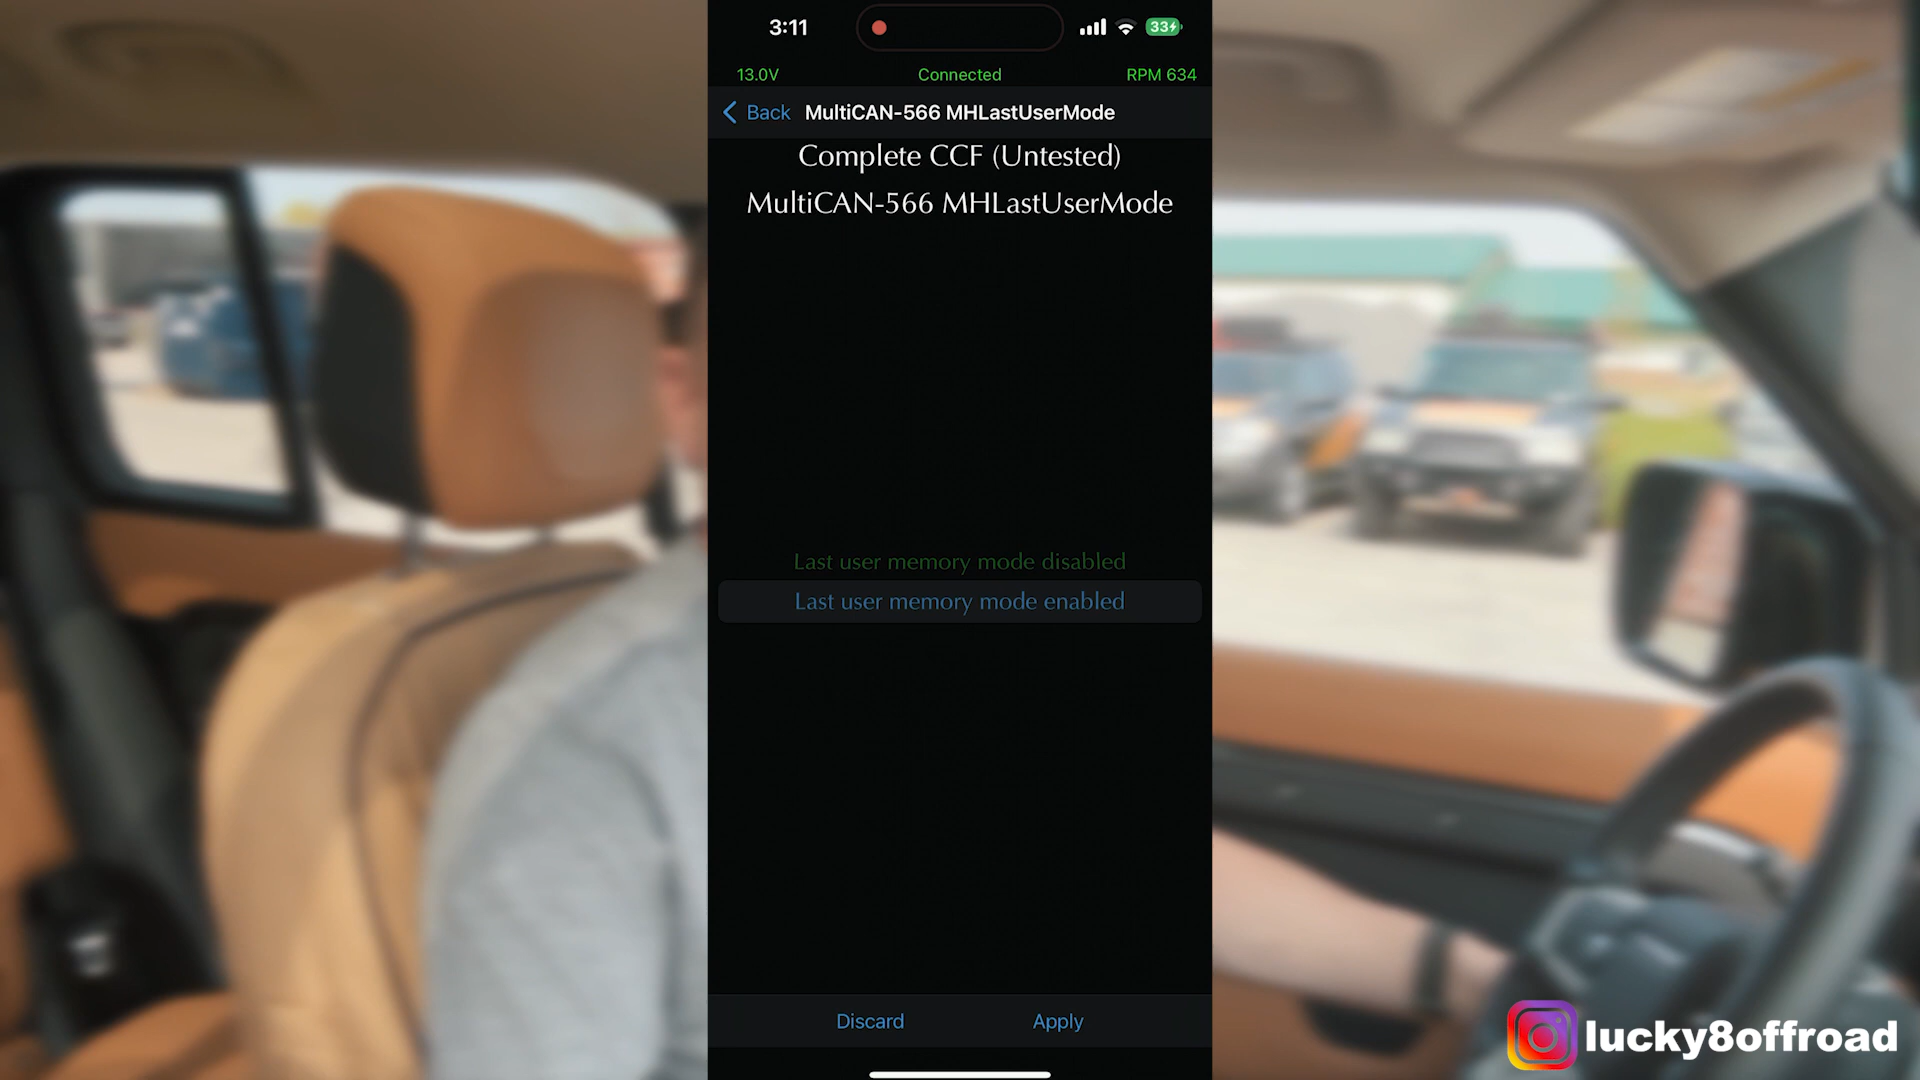 3:11
33
13.0V
Connected
RPM 634
Back
MultiCAN-566 MHLastUserMode
Complete CCF (Untested)
MultiCAN-566 MHLastUserMode
Last user memory mode disabled
Last user memory mode enabled
Discard
Apply
lucky8offroad